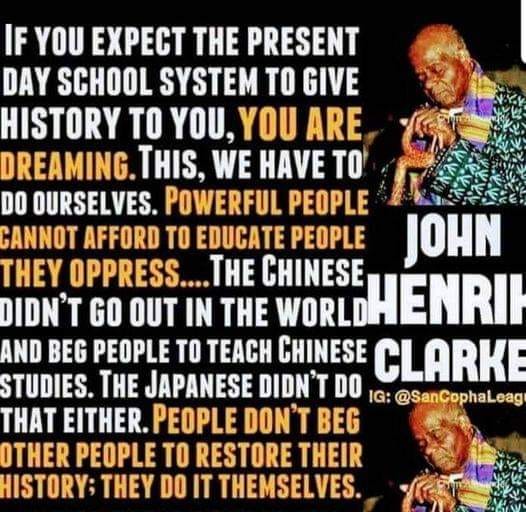 IF YOU EXPECT THE PRESENT
DAY SCHOOL SYSTEM TO GIVE
HISTORY TO YOU, YOU ARE
DREAMING. THIS, WE HAVE TO
DO OURSELVES. POWERFUL PEOPLE
CANNOT AFFORD TO EDUCATE PEOPLE
THEY OPPRESS.... THE CHINESE
DIDN'T GO OUT IN THE WORLD
AND BEG PEOPLE TO TEACH CHINESE
STUDIES. THE JAPANESE DIDN'T DO
THAT EITHER. PEOPLE DON'T BEG
OTHER PEOPLE TO RESTORE THEIR
HISTORY; THEY DO IT THEMSELVES.
JOHN
HENRIK
CLARKE
IG: @SanCophaLeag